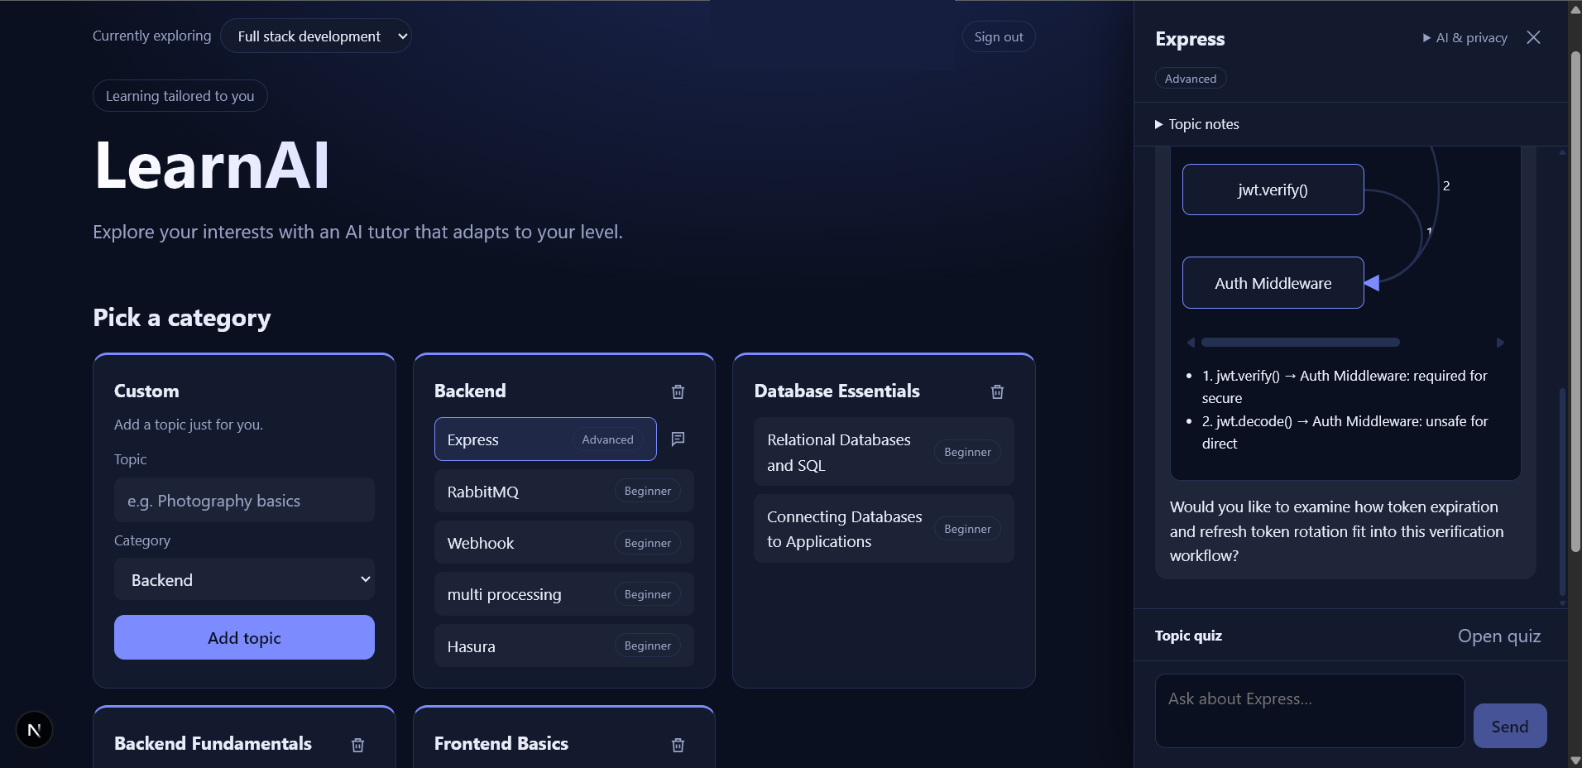 Currently exploring
Full stack development
Sign out
Learning tailored to you
LearnAI
Explore your interests with an AI tutor that adapts to your level.
Pick a category
Custom
Add a topic just for you.
Topic
e.g. Photography basics
Category
Backend
Add topic
Backend
Express
Advanced
RabbitMQ
Beginner
Webhook
Beginner
multi processing
Beginner
Hasura
Beginner
Database Essentials
Relational Databases
and SQL
Beginner
Connecting Databases
to Applications
Beginner
Backend Fundamentals
Frontend Basics
N
Express
AI & privacy
Advanced
Topic notes
jwt.verify()
2
1
Auth Middleware
1. jwt.verify() → Auth Middleware: required for
secure
2. jwt.decode() → Auth Middleware: unsafe for
direct
Would you like to examine how token expiration
and refresh token rotation fit into this verification
workflow?
Topic quiz
Open quiz
Ask about Express...
Send